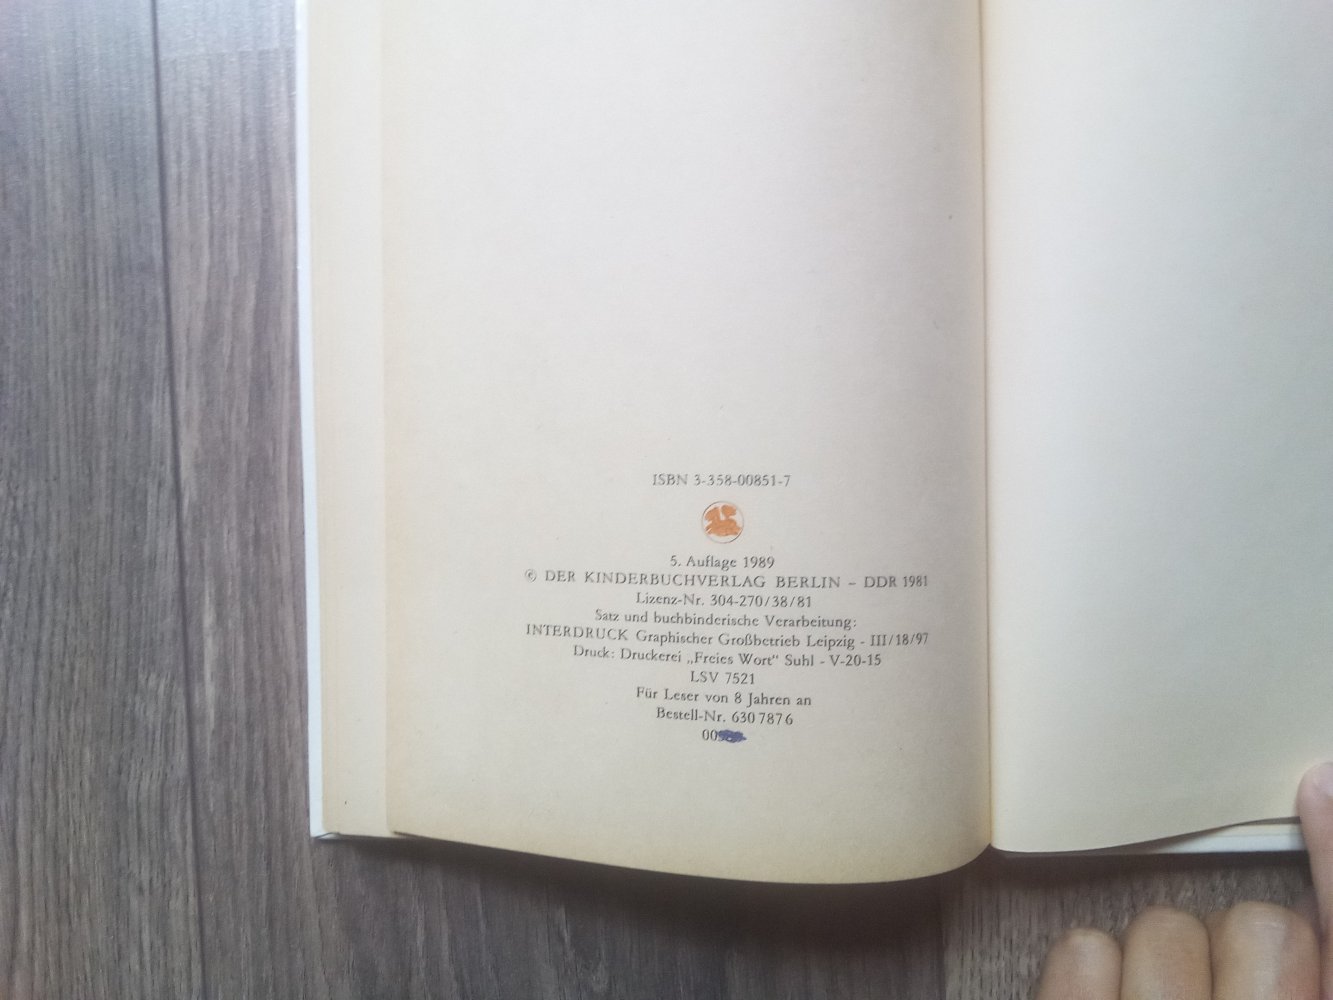 ISBN 3-358-00851-7
5. Auflage 1989
© DER KINDERBUCHVERLAG BERLIN – DDR 1981
Lizenz-Nr. 304-270/38/81
Satz und buchbinderische Verarbeitung:
INTERDRUCK Graphischer Großbetrieb Leipzig - III/18/97
Druck: Druckerei „Freies Wort“ Suhl - V-20-15
LSV 7521
Für Leser von 8 Jahren an
Bestell-Nr. 630 787 6